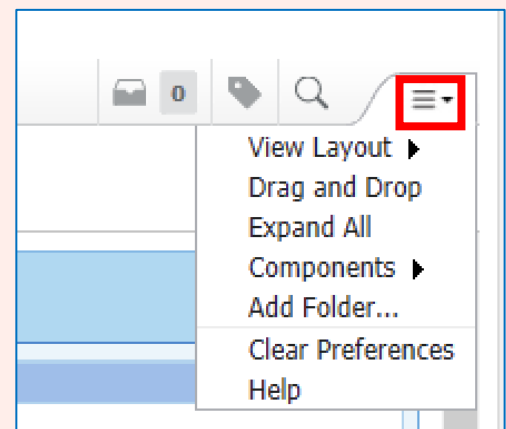 0
View Layout
Drag and Drop
Expand All
Components
Add Folder...
Clear Preferences
Help